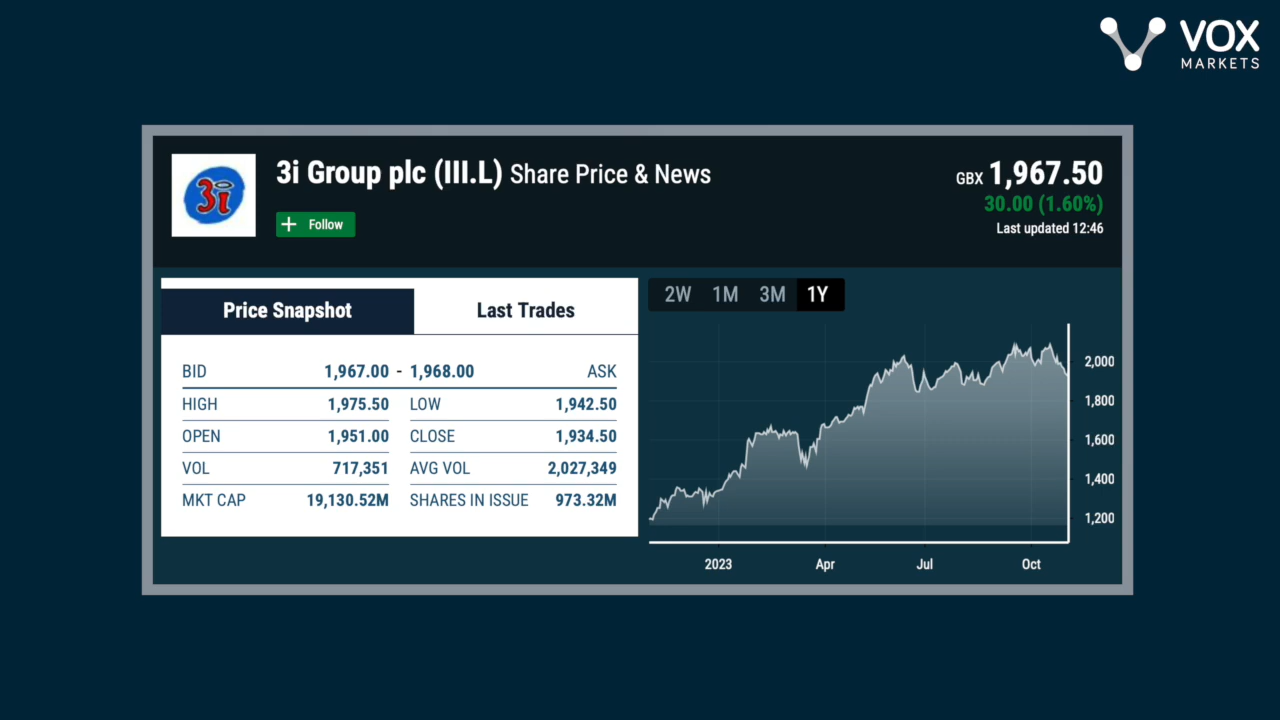 VOX
MARKETS
3i
3i Group plc (III.L) Share Price & News
+ Follow
GBX 1,967.50
30.00 (1.60%)
Last updated 12:46
Price Snapshot Last Trades
BID 1,967.00 - 1,968.00 ASK
HIGH 1,975.50 LOW 1,942.50
OPEN 1,951.00 CLOSE 1,934.50
VOL 717,351 AVG VOL 2,027,349
MKT CAP 19,130.52M SHARES IN ISSUE 973.32M
2W 1M 3M 1Y
2,000
1,800
1,600
1,400
1,200
2023 Apr Jul Oct